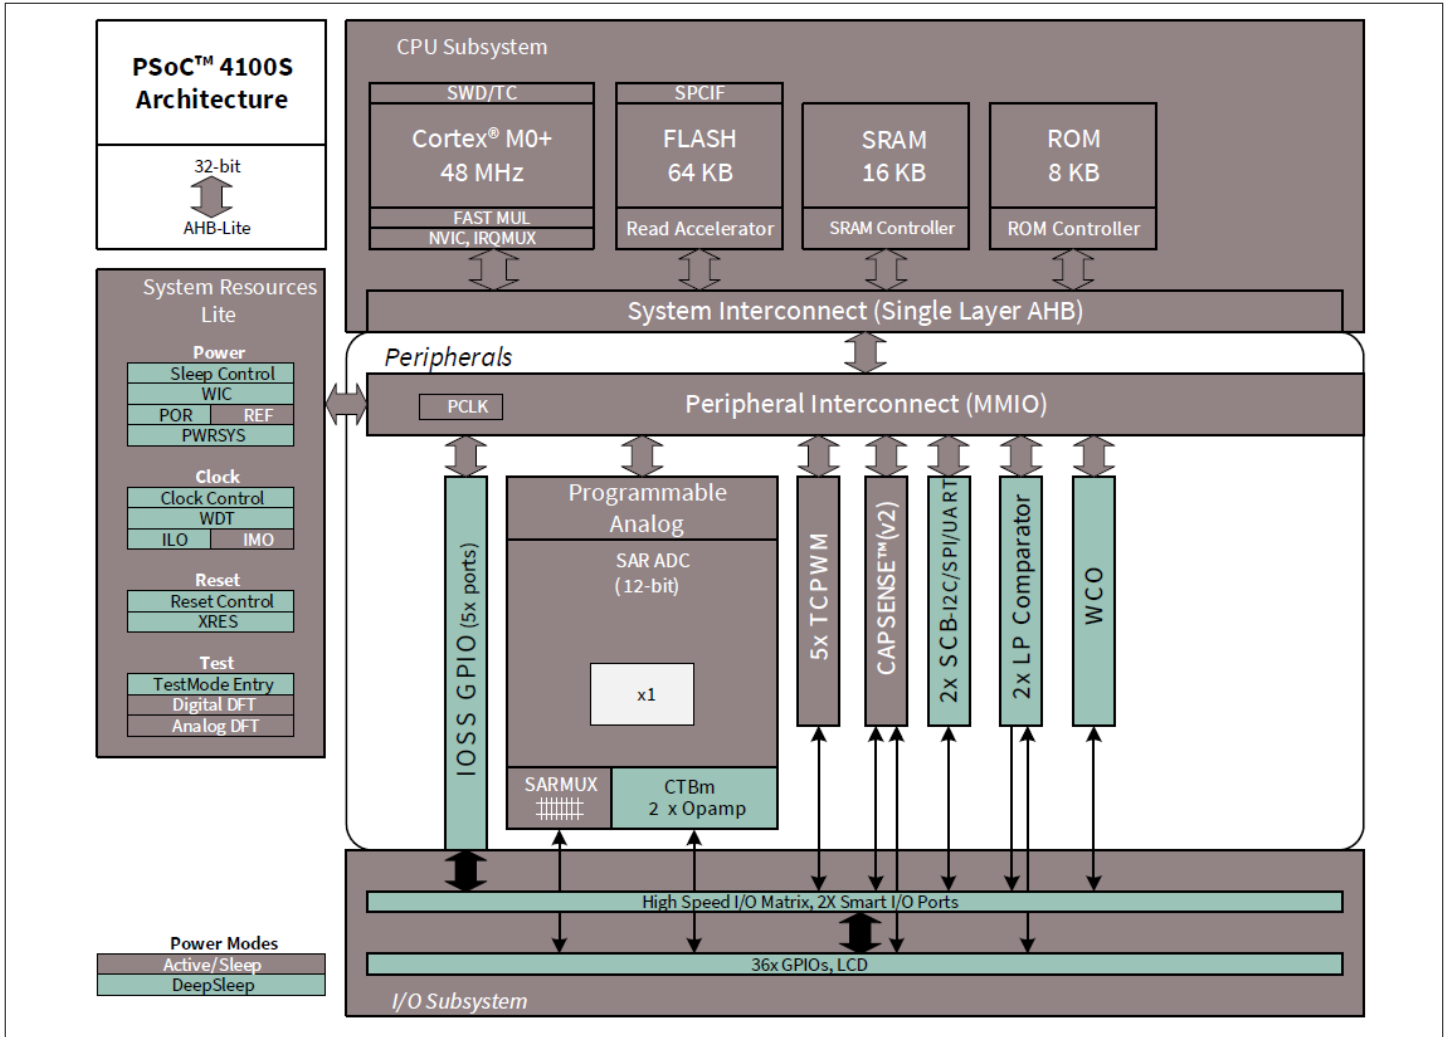 PSoC™ 4100S
Architecture
32-bit
AHB-Lite
CPU Subsystem
SWD/TC
Cortex® M0+
48 MHz
FAST MUL
NVIC, IRQMUX
SPCIF
FLASH
64 KB
Read Accelerator
SRAM
16 KB
SRAM Controller
ROM
8 KB
ROM Controller
System Interconnect (Single Layer AHB)
System Resources
Lite
Power
Sleep Control
WIC
POR
REF
PWRSYS
Clock
Clock Control
WDT
ILO
IMO
Reset
Reset Control
XRES
Test
TestMode Entry
Digital DFT
Analog DFT
Peripherals
PCLK
Peripheral Interconnect (MMIO)
IOSS GPIO (5x ports)
Programmable
Analog
SAR ADC
(12-bit)
x1
SARMUX
CTBm
2 x Opamp
5x TCPWM
CAPSENSE™(v2)
2x SCB-I2C/SPI/UART
2x LP Comparator
WCO
High Speed I/O Matrix, 2X Smart I/O Ports
36x GPIOs, LCD
I/O Subsystem
Power Modes
Active/Sleep
DeepSleep